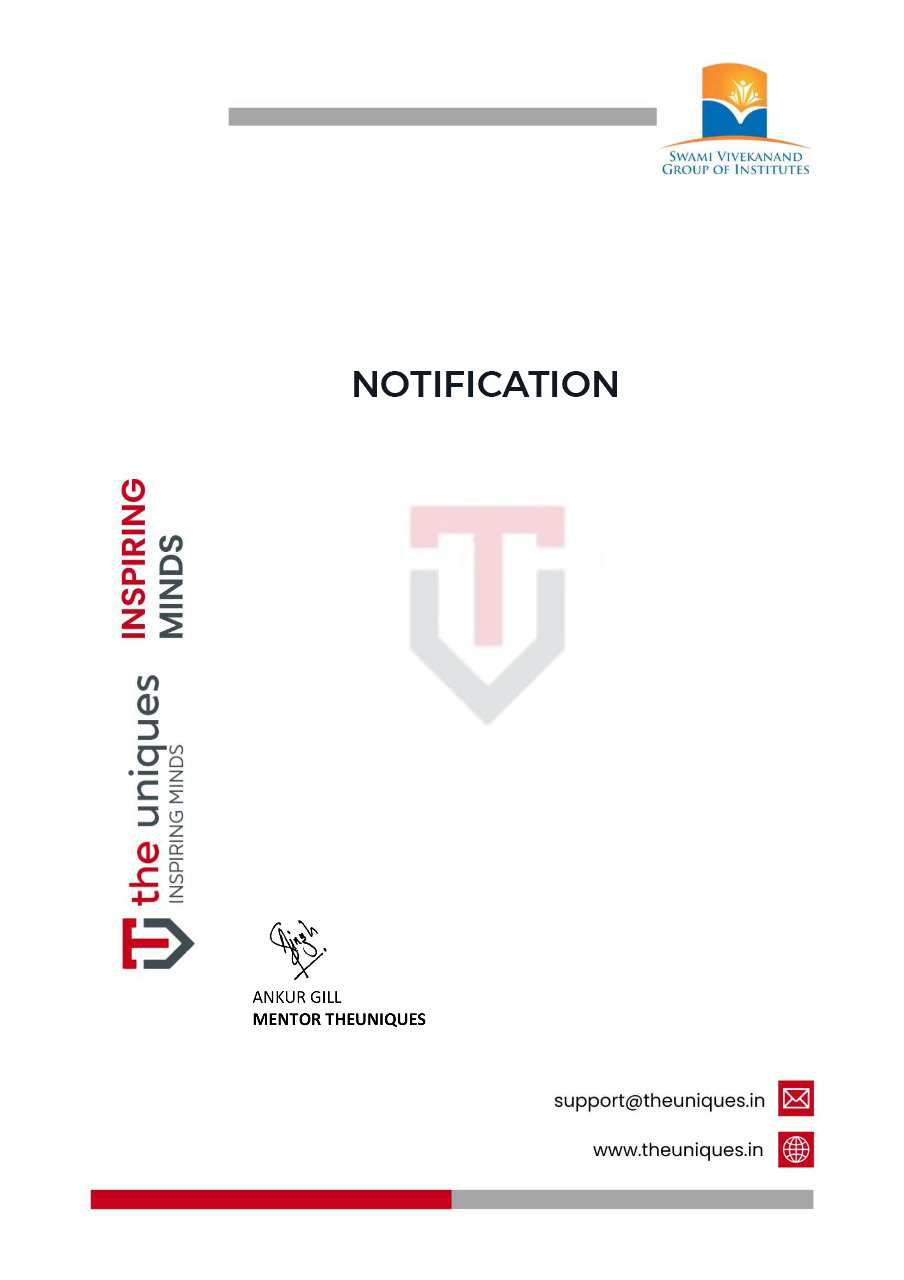 SWAMI VIVEKANAND
GROUP OF INSTITUTES
NOTIFICATION
INSPIRING
MINDS
the uniques
INSPIRING MINDS
ANKUR GILL
MENTOR THEUNIQUES
support@theuniques.in
www.theuniques.in